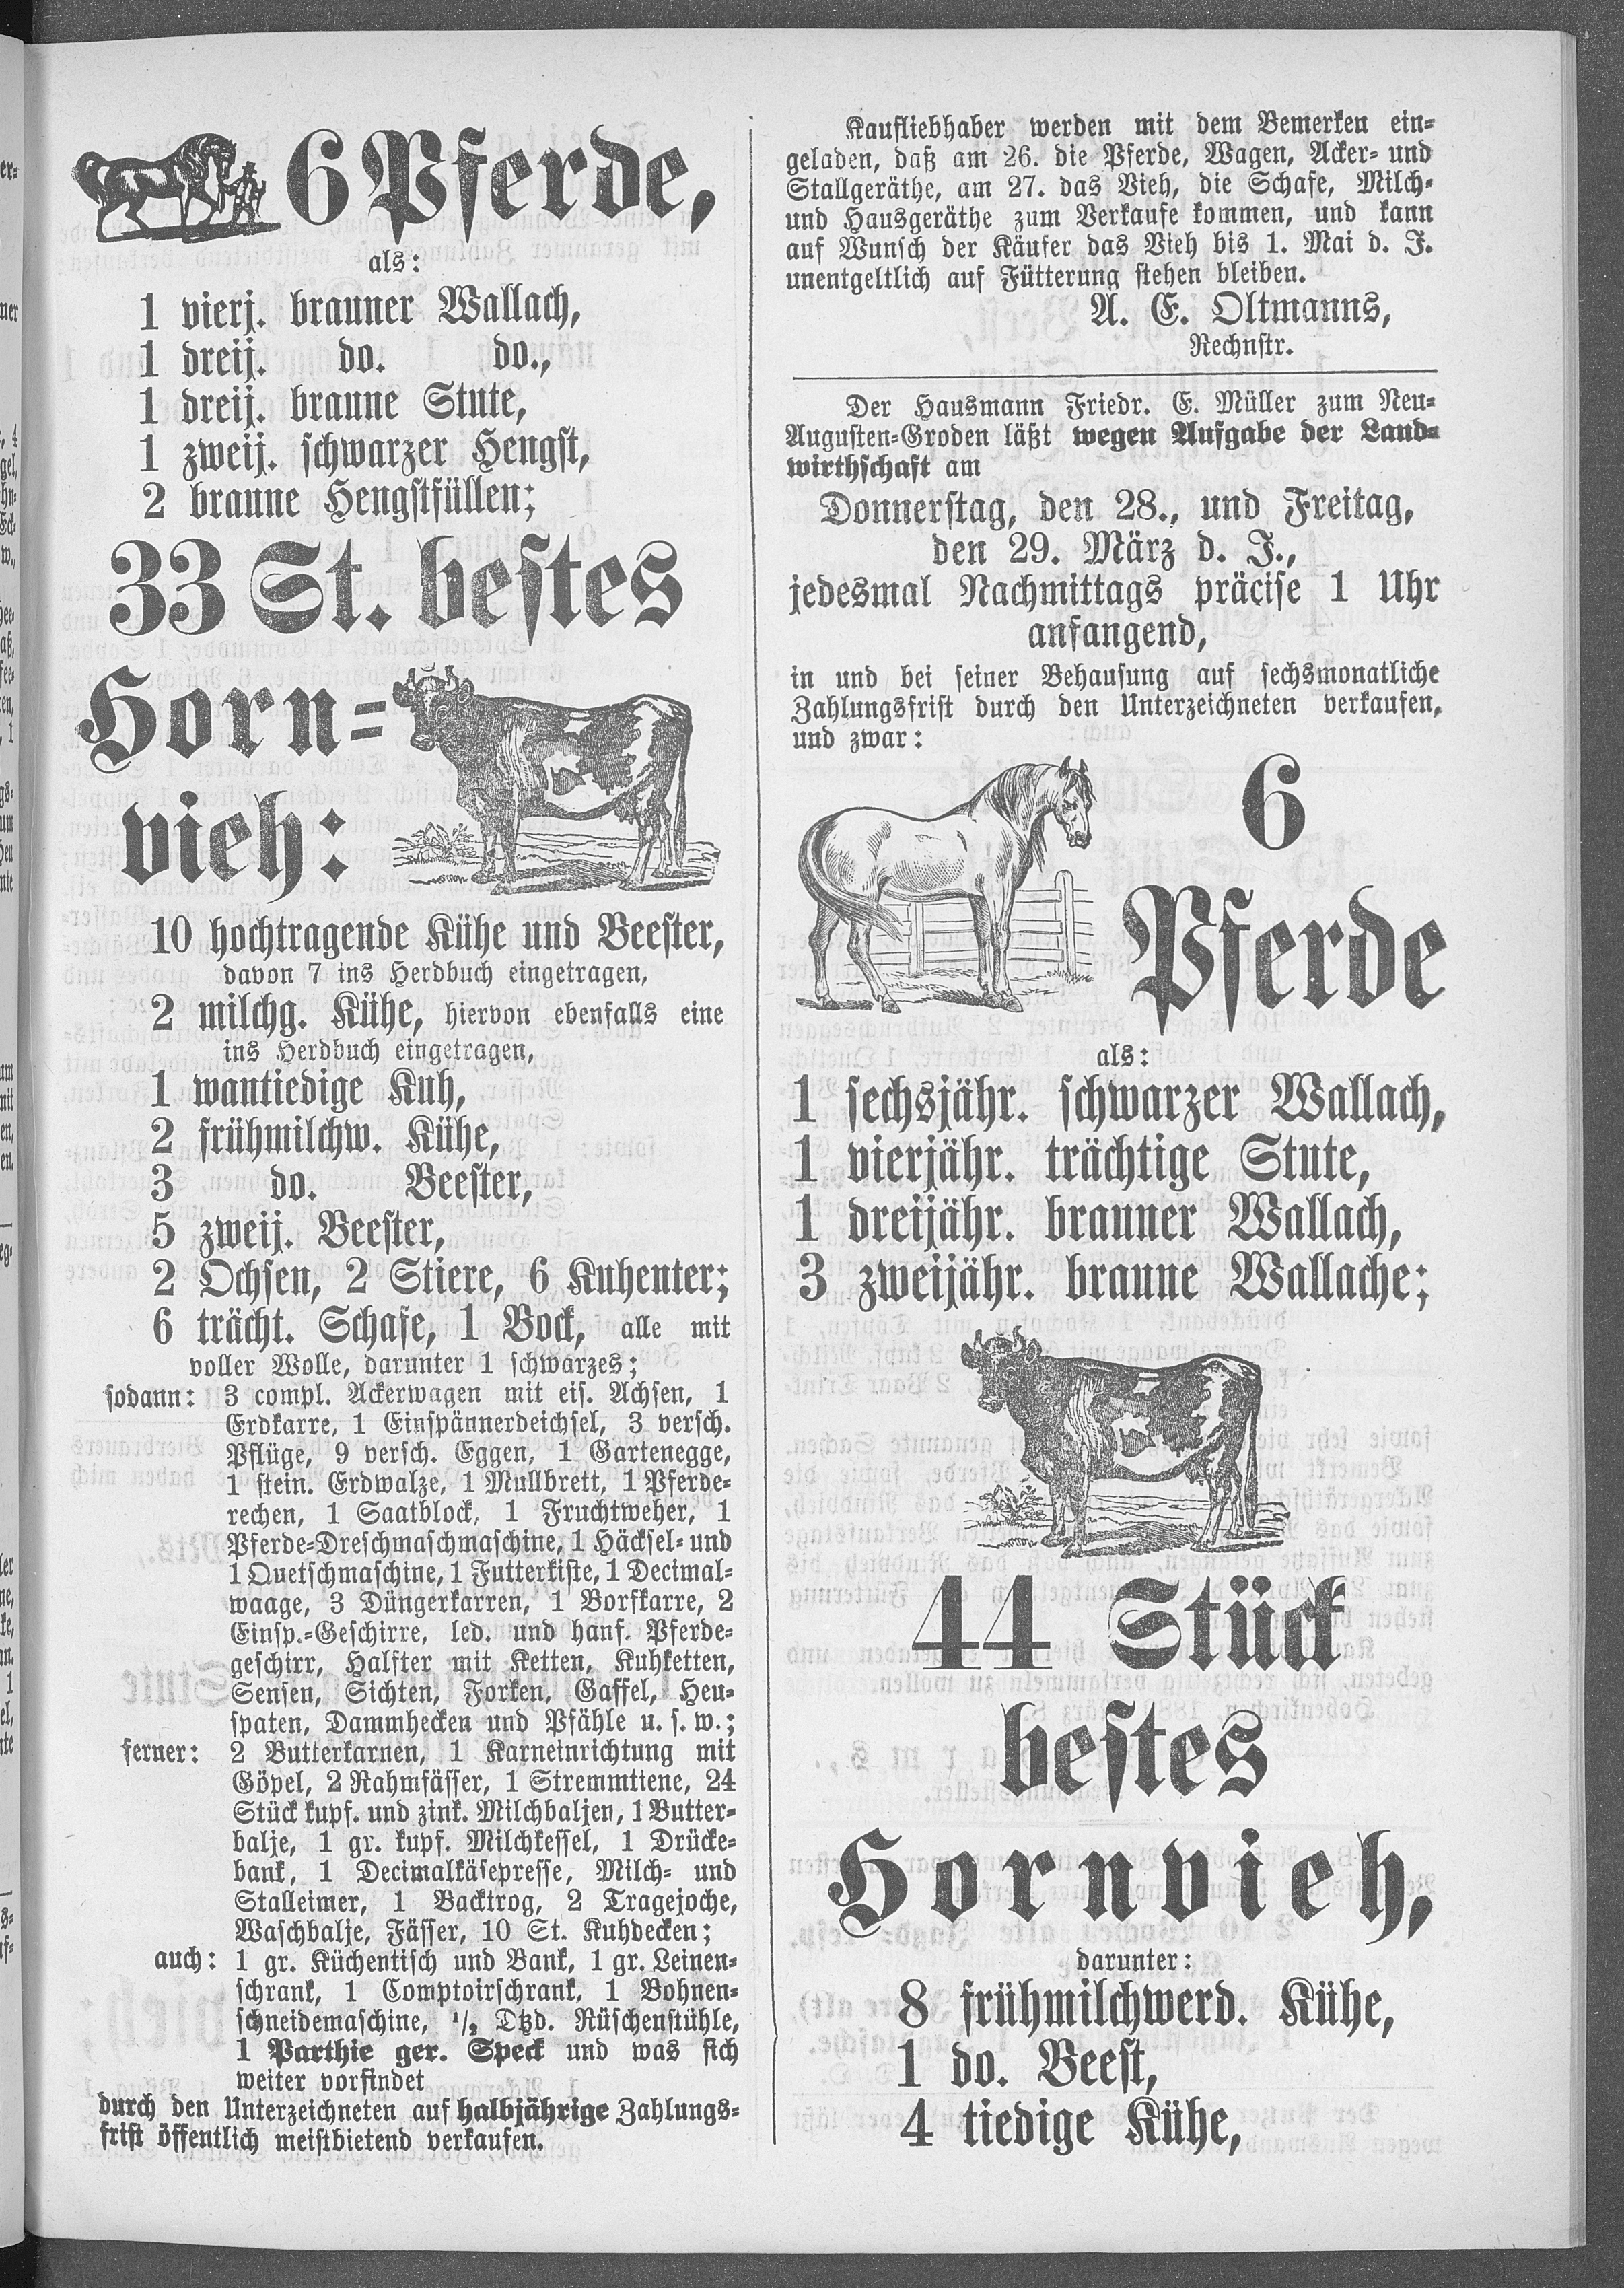 6 Pferde,
als:
1 vierj. brauner Wallach,
1 dreij. do. do.,
1 dreij. braune Stute,
1 zweij. schwarzer Hengst,
2 braune Hengstfüllen;
33 St. bestes
Horn-
vieh:
10 hochtragende Kühe und Beester,
davon 7 ins Herdbuch eingetragen,
2 milchg. Kühe, hiervon ebenfalls eine
ins Herdbuch eingetragen,
1 wantiedige Kuh,
2 frühmilchw. Kühe,
3 do. Beester,
5 zweij. Beester,
2 Ochsen, 2 Stiere, 6 Kuhenter;
6 trächt. Schafe, 1 Bock, alle mit
voller Wolle, darunter 1 schwarzes;
sodann: 3 compl. Ackerwagen mit eis. Achsen, 1
Erdkarre, 1 Einspännerdeichsel, 3 versch.
Pflüge, 9 versch. Eggen, 1 Gartenegge,
1 stein. Erdwalze, 1 Mullbrett, 1 Pferde-
rechen, 1 Saatblock, 1 Fruchtweher, 1
Pferde-Dreschmaschmaschine, 1 Häcksel- und
1 Quetschmaschine, 1 Futterkiste, 1 Decimal-
waage, 3 Düngerkarren, 1 Borfkarre, 2
Einsp.-Geschirre, led. und hanf. Pferde-
geschirr, Halfter mit Ketten, Kuhketten,
Sensen, Sichten, Forken, Gaffel, Heu-
spaten, Dammhecken und Pfähle u. s. w.;
ferner: 2 Butterkarnen, 1 Karneinrichtung mit
Göpel, 2 Rahmfässer, 1 Stremmtiene, 24
Stück kupf. und zink. Milchbaljen, 1 Butter-
balje, 1 gr. kupf. Milchkessel, 1 Drücke-
bank, 1 Decimalkäsepresse, Milch- und
Stalleimer, 1 Backtrog, 2 Tragejoche,
Waschbalje, Fässer, 10 St. Kuhdecken;
auch: 1 gr. Küchentisch und Bank, 1 gr. Leinen-
schrank, 1 Comptoirschrank, 1 Bohnen-
schneidemaschine, ½ Dtzd. Rüschenstühle,
1 Parthie ger. Speck und was sich
weiter vorfindet
durch den Unterzeichneten auf halbjährige Zahlungs-
frist öffentlich meistbietend verkaufen.
Kaufliebhaber werden mit dem Bemerken ein-
geladen, daß am 26. die Pferde, Wagen, Acker- und
Stallgeräthe, am 27. das Vieh, die Schafe, Milch-
und Hausgeräthe zum Verkaufe kommen, und kann
auf Wunsch der Käufer das Vieh bis 1. Mai d. J.
unentgeltlich auf Fütterung stehen bleiben.
A. E. Oltmanns,
Rechnstr.
Der Hausmann Friedr. E. Müller zum Neu-
Augusten-Groden läßt wegen Aufgabe der Land-
wirthschaft am
Donnerstag, den 28., und Freitag,
den 29. März d. J.,
jedesmal Nachmittags präcise 1 Uhr
anfangend,
in und bei seiner Behausung auf sechsmonatliche
Zahlungsfrist durch den Unterzeichneten verkaufen,
und zwar:
6
Pferde
als:
1 sechsjähr. schwarzer Wallach,
1 vierjähr. trächtige Stute,
1 dreijähr. brauner Wallach,
3 zweijähr. braune Wallache;
44 Stück
bestes
Hornvieh,
darunter:
8 frühmilchwerd. Kühe,
1 do. Beest,
4 tiedige Kühe,